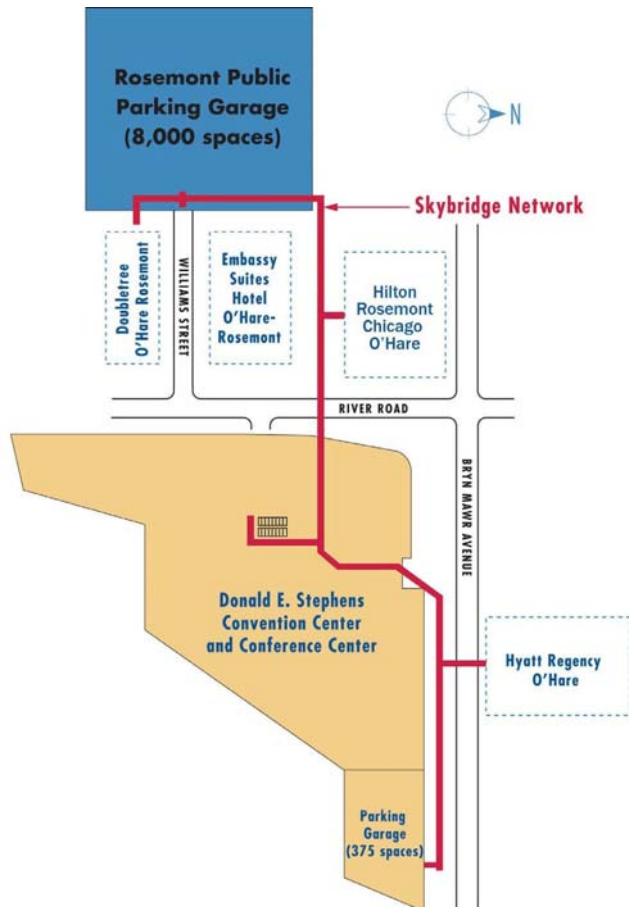 Rosemont Public
Parking Garage
(8,000 spaces)
N
Skybridge Network
Doubletree
O'Hare Rosemont
WILLIAMS STREET
Embassy
Suites
Hotel
O'Hare-
Rosemont
Hilton
Rosemont
Chicago
O'Hare
RIVER ROAD
BRYN MAWR AVENUE
Donald E. Stephens
Convention Center
and Conference Center
Hyatt Regency
O'Hare
Parking
Garage
(375 spaces)